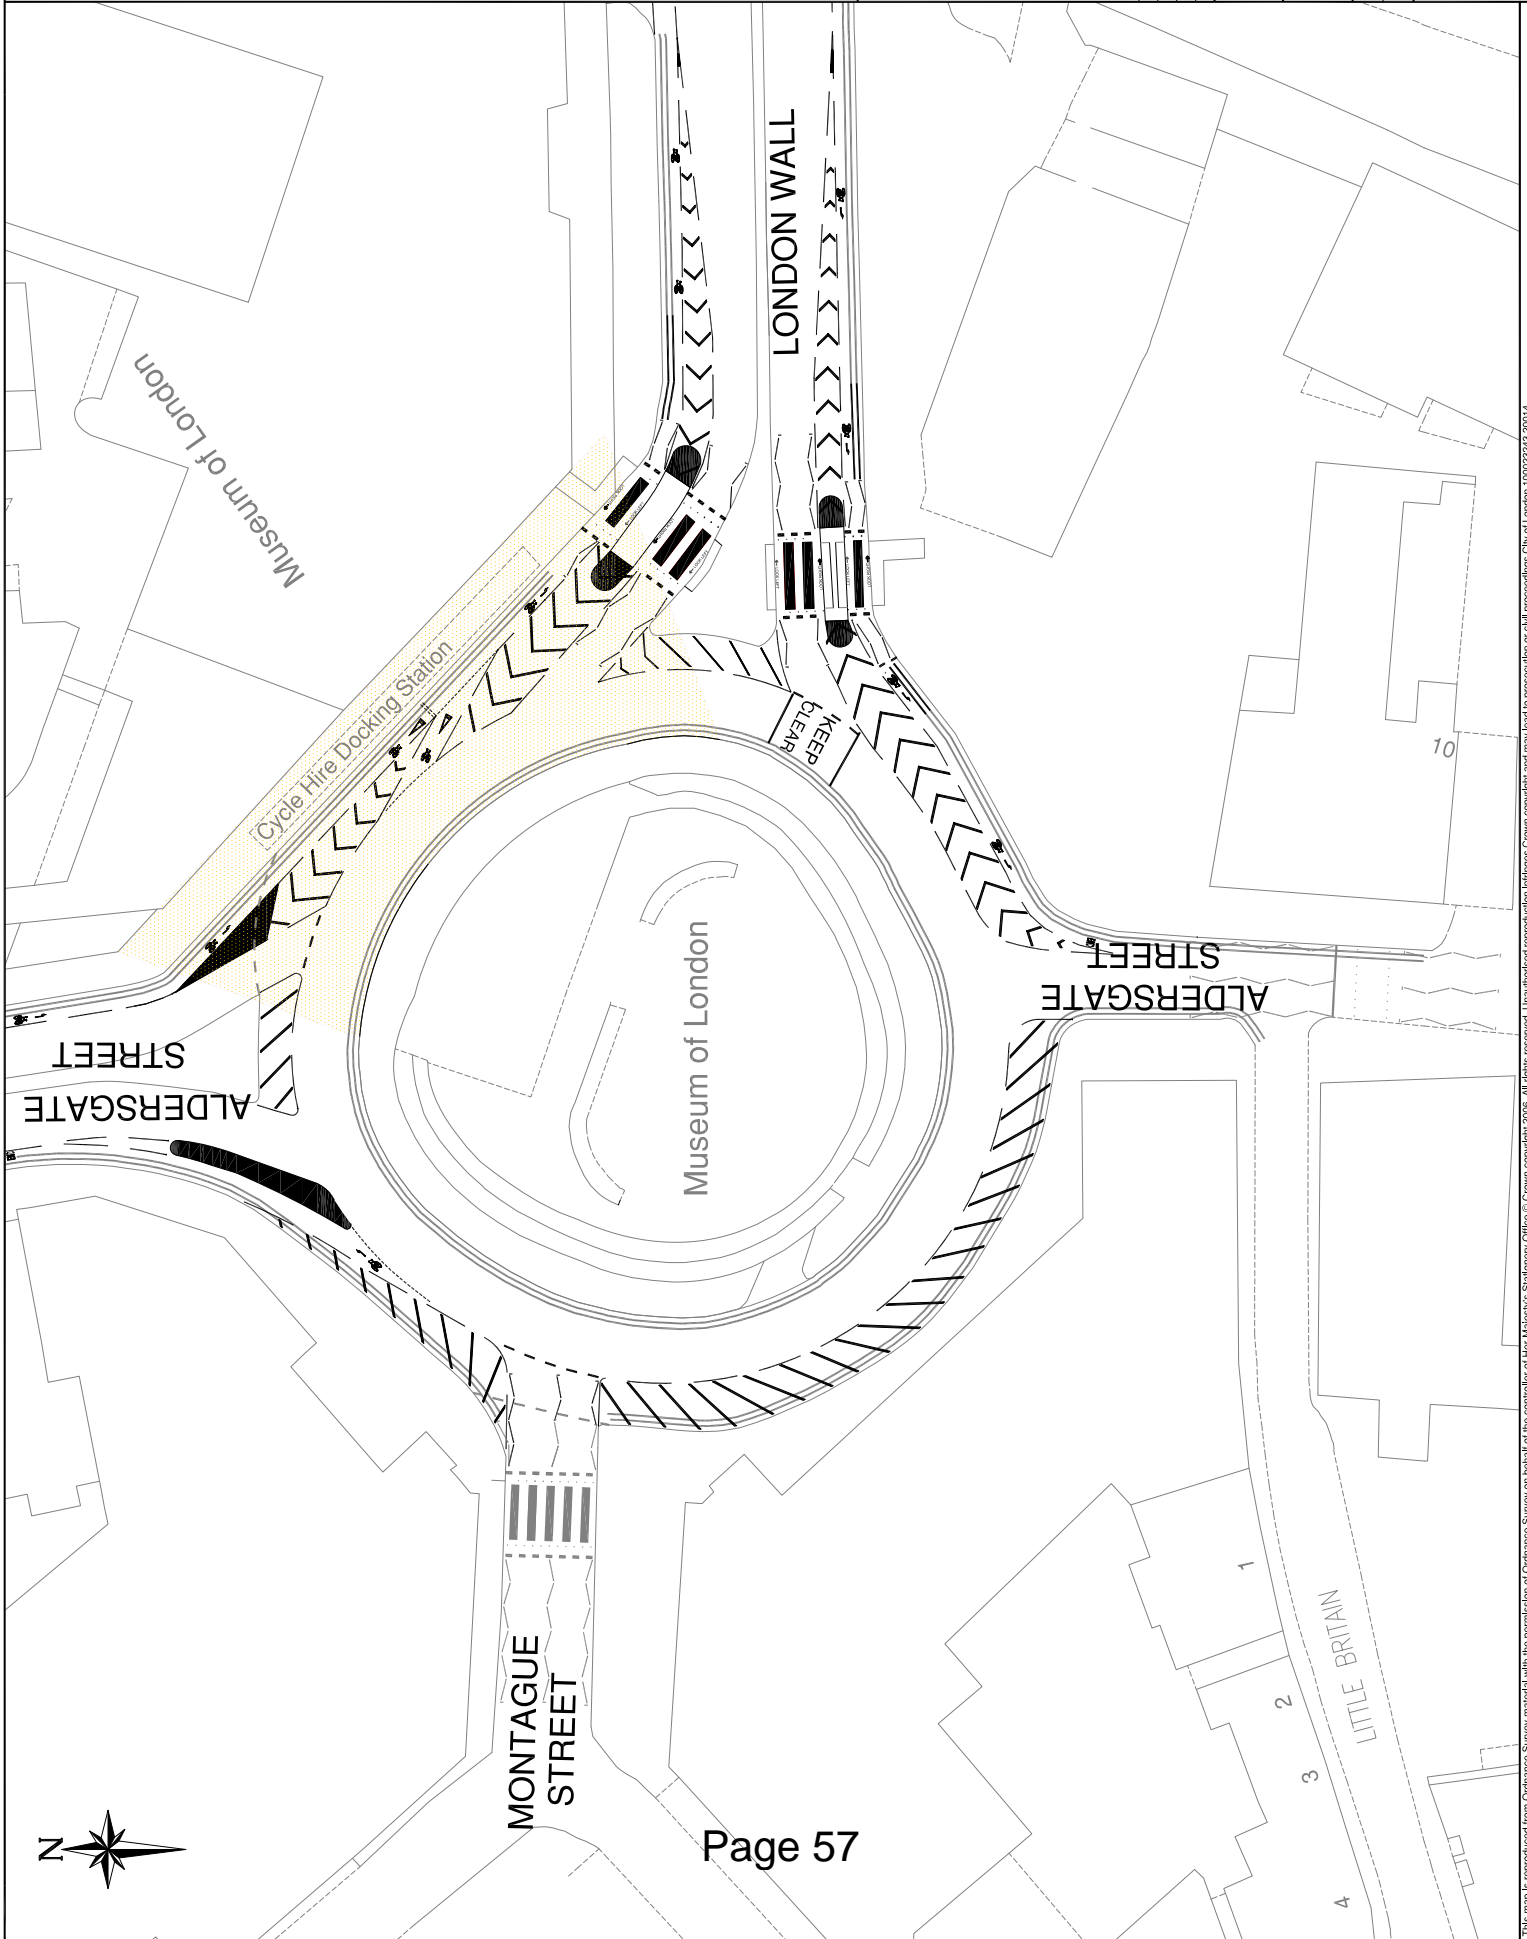 LONDON WALL
Museum of London
Cycle Hire Docking Station
KEEP
CLEAR
10
Museum of London
ALDERSGATE
STREET
ALDERSGATE
STREET
MONTAGUE
STREET
1
2
3
4
LITTLE BRITAIN
N
Page 57